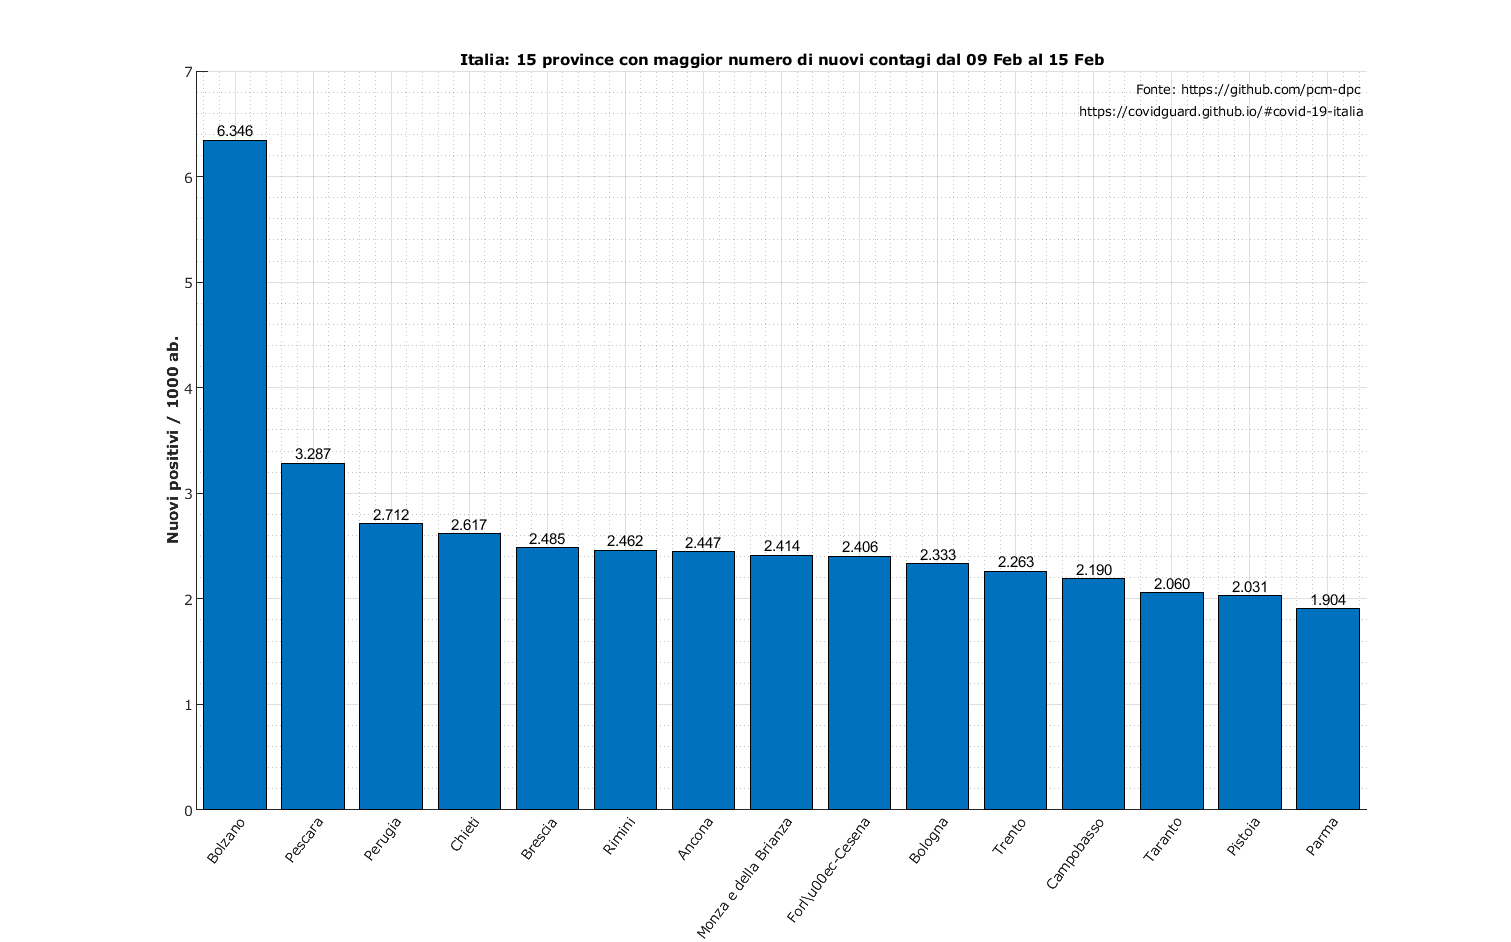 Italia: 15 province con maggior numero di nuovi contagi dal 09 Feb al 15 Feb
Fonte: https://github.com/pcm-dpc
https://covidguard.github.io/#covid-19-italia
Nuovi positivi / 1000 ab.
7
6
5
4
3
2
1
0
6.346
3.287
2.712
2.617
2.485
2.462
2.447
2.414
2.406
2.333
2.263
2.190
2.060
2.031
1.904
Bolzano
Pescara
Perugia
Chieti
Brescia
Rimini
Ancona
Monza e della Brianza
Forl\u00ec-Cesena
Bologna
Trento
Campobasso
Taranto
Pistoia
Parma